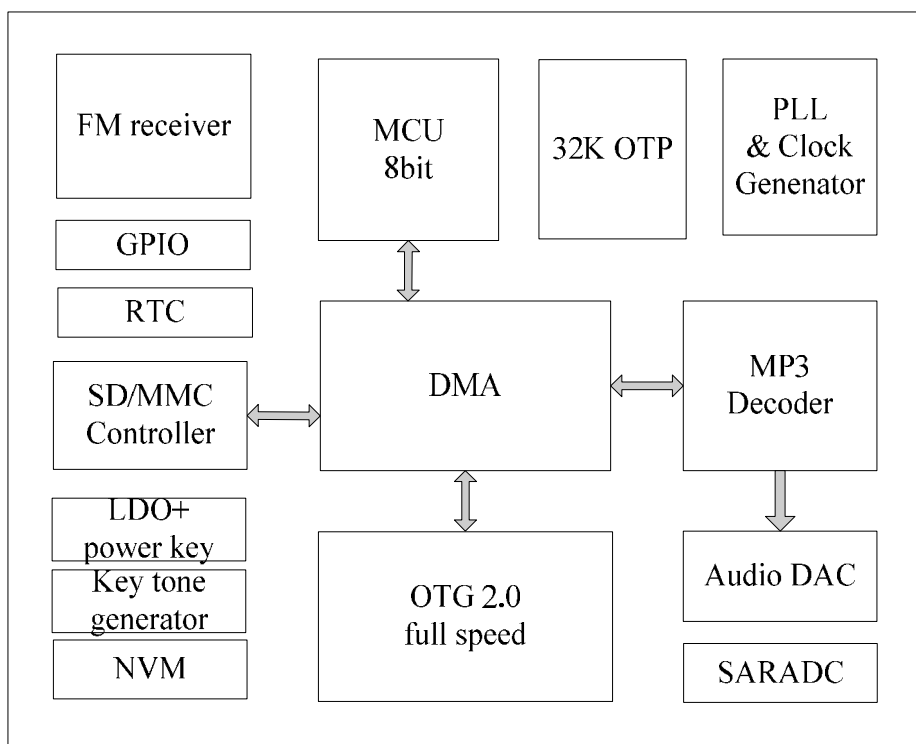 FM receiver
MCU
8bit
32K OTP
PLL
& Clock
Genenator
GPIO
RTC
SD/MMC
Controller
DMA
MP3
Decoder
LDO+
power key
Key tone
generator
NVM
OTG 2.0
full speed
Audio DAC
SARADC